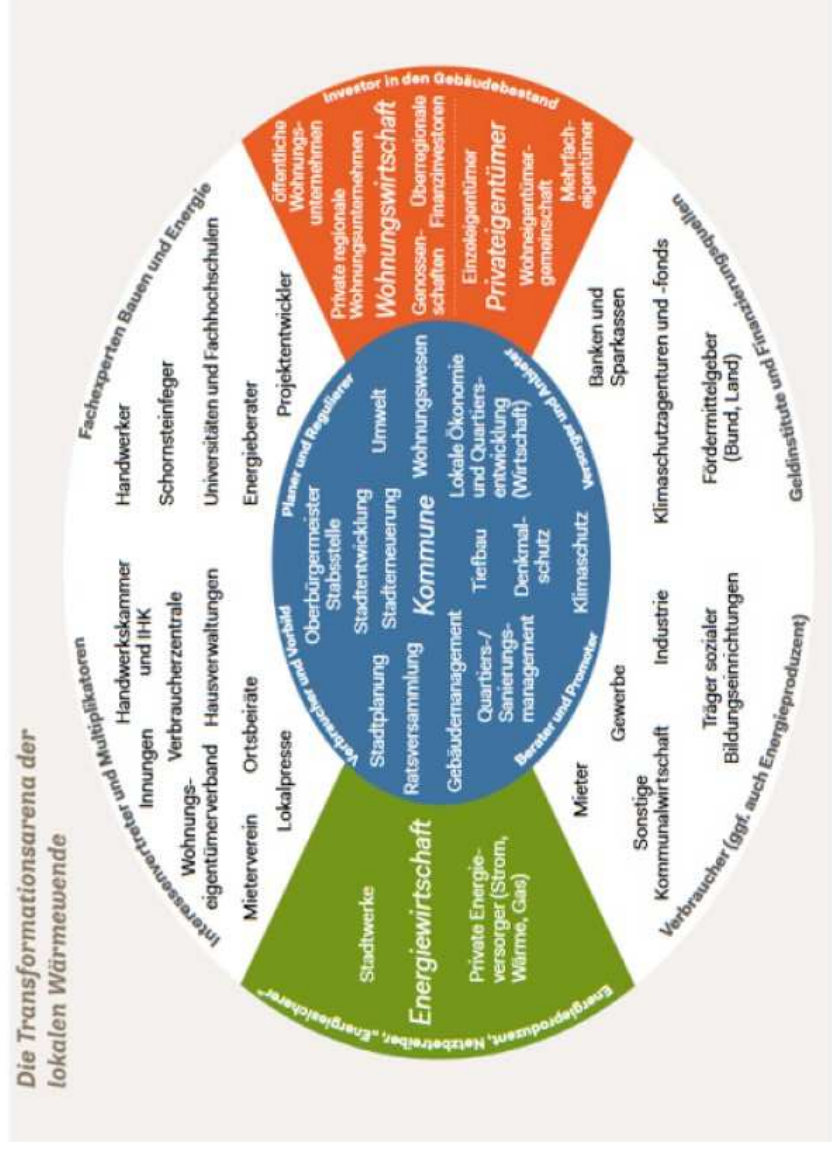 Die Transformationsarena der
lokalen Wärmewende
Interessenvertreter und Multiplikatoren
Handwerkskammer
und IHK
Innungen
Verbraucherzentrale
Wohnungs-
eigentümerverband
Hausverwaltungen
Mieterverein
Ortsbeiräte
Lokalpresse
Fachexperten Bauen und Energie
Handwerker
Schornsteinfeger
Universitäten und Fachhochschulen
Energieberater
Projektentwickler
Energieproduzent, Netzbetreiber, „Energiesicherer"
Stadtwerke
Energiewirtschaft
Private Energie-
versorger (Strom,
Wärme, Gas)
Verbraucher und Vorbild
Planer und Regulierer
Oberbürgermeister
Stabsstelle
Stadtplanung
Stadtentwicklung
Umwelt
Ratsversammlung
Stadterneuerung
Kommune
Wohnungswesen
Gebäudemanagement
Tiefbau
Lokale Ökonomie
und Quartiers-
entwicklung
(Wirtschaft)
Quartiers-/
Sanierungs-
management
Denkmal-
schutz
Klimaschutz
Berater und Promoter
Versorger und Anbieter
Investor in den Gebäudebestand
öffentliche
Wohnungs-
unternehmen
Private regionale
Wohnungsunternehmen
Wohnungswirtschaft
Genossen-
schaften
Überregionale
Finanzinvestoren
Einzeleigentümer
Privateigentümer
Wohneigentümer-
gemeinschaft
Mehrfach-
eigentümer
Mieter
Gewerbe
Sonstige
Kommunalwirtschaft
Industrie
Träger sozialer
Bildungseinrichtungen
Verbraucher (ggf. auch Energieproduzent)
Banken und
Sparkassen
Klimaschutzagenturen und -fonds
Fördermittelgeber
(Bund, Land)
Geldinstitute und Finanzierungsquellen